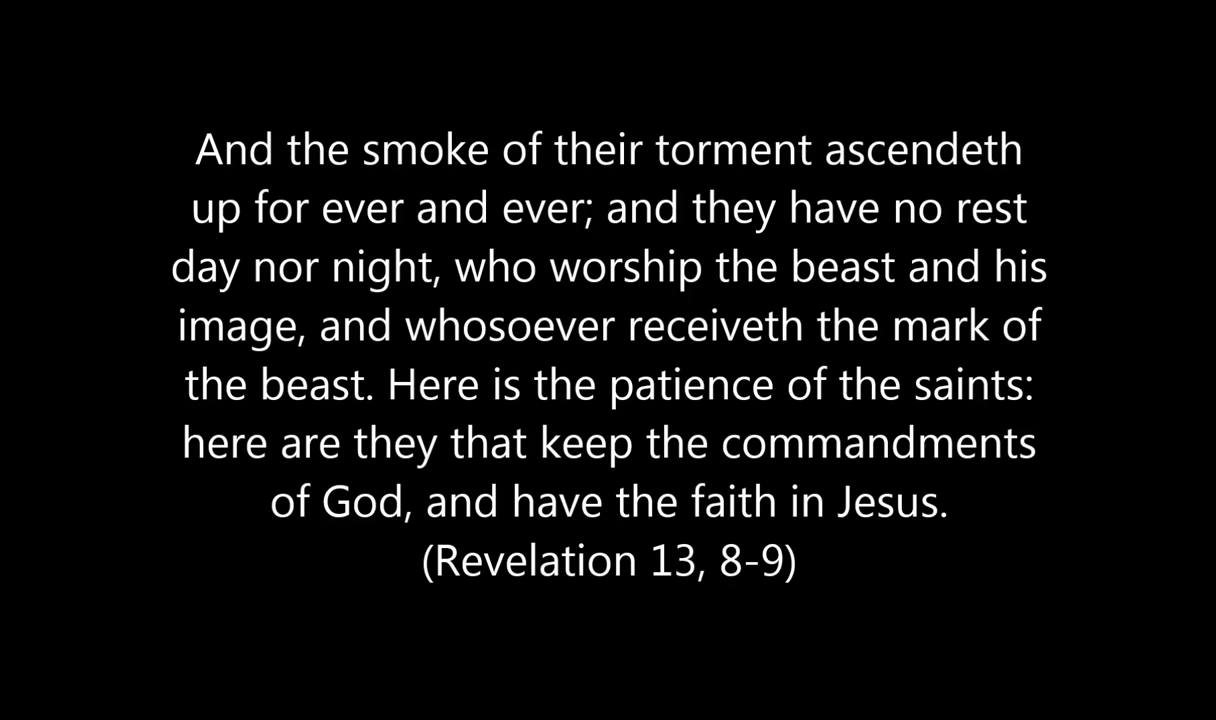 And the smoke of their torment ascendeth
up for ever and ever; and they have no rest
day nor night, who worship the beast and his
image, and whosoever receiveth the mark of
the beast. Here is the patience of the saints:
here are they that keep the commandments
of God, and have the faith in Jesus.
(Revelation 13, 8-9)